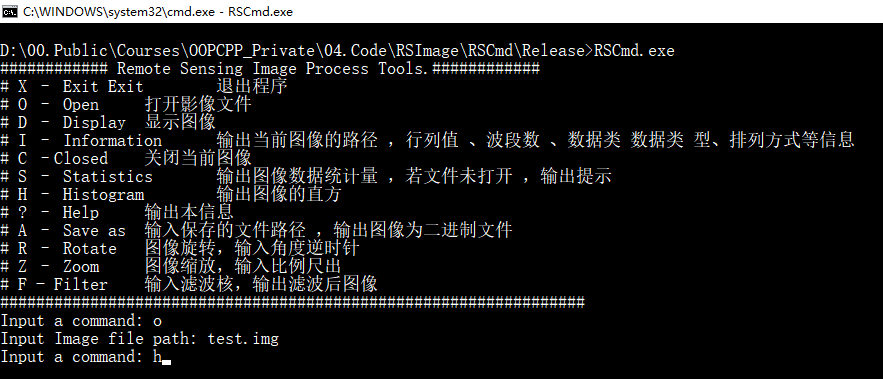 C:\WINDOWS\system32\cmd.exe - RSCmd.exe
D:\00.Public\Courses\OOPCPP_Private\04.Code\RSImage\RSCmd\Release>RSCmd.exe
############ Remote Sensing Image Process Tools.############
# X - Exit Exit 退出程序
# O - Open 打开影像文件
# D - Display 显示图像
# I - Information 输出当前图像的路径 ，行列值 、波段数 、数据类 数据类 型、排列方式等信息
# C -Closed 关闭当前图像
# S - Statistics 输出图像数据统计量 ，若文件未打开 ，输出提示
# H - Histogram 输出图像的直方
# ? - Help 输出本信息
# A - Save as 输入保存的文件路径 ，输出图像为二进制文件
# R - Rotate 图像旋转，输入角度逆时针
# Z - Zoom 图像缩放，输入比例尺出
# F - Filter 输入滤波核，输出滤波后图像
#################################################################
Input a command: o
Input Image file path: test.img
Input a command: h